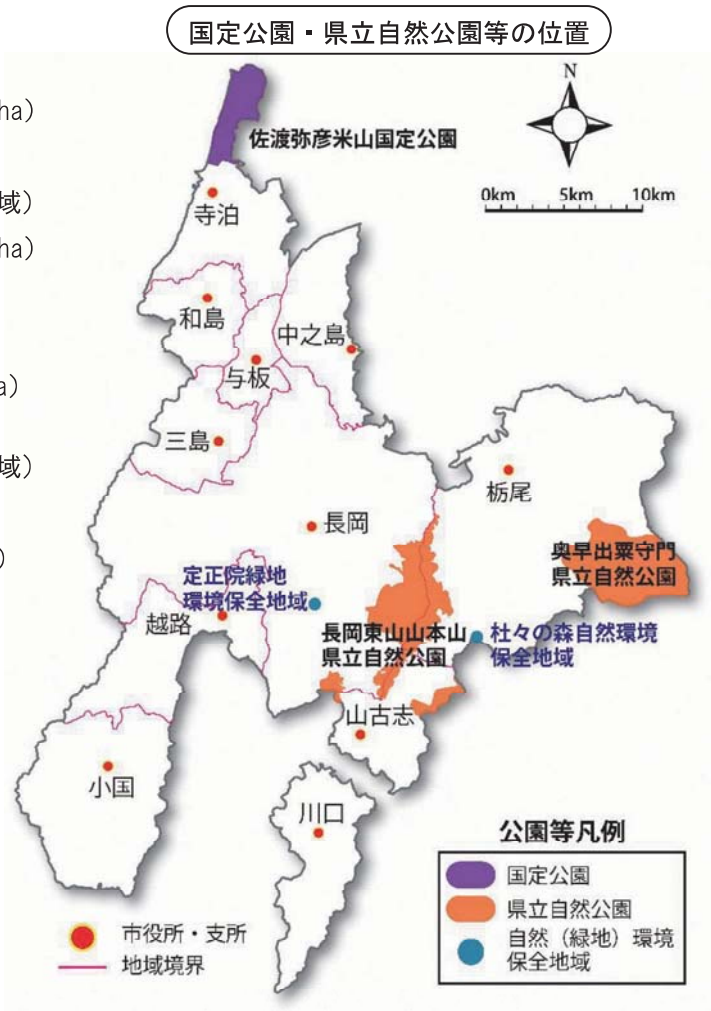 国定公園・県立自然公園等の位置
ha）
域）
ha）
a）
域）
）
N
0km 5km 10km
佐渡弥彦米山国定公園
寺泊
和島
中之島
与板
三島
栃尾
長岡
奥早出粟守門
県立自然公園
定正院緑地
環境保全地域
越路
長岡東山山本山
県立自然公園
杜々の森自然環境
保全地域
山古志
小国
川口
公園等凡例
国定公園
県立自然公園
自然（緑地）環境
保全地域
市役所・支所
地域境界